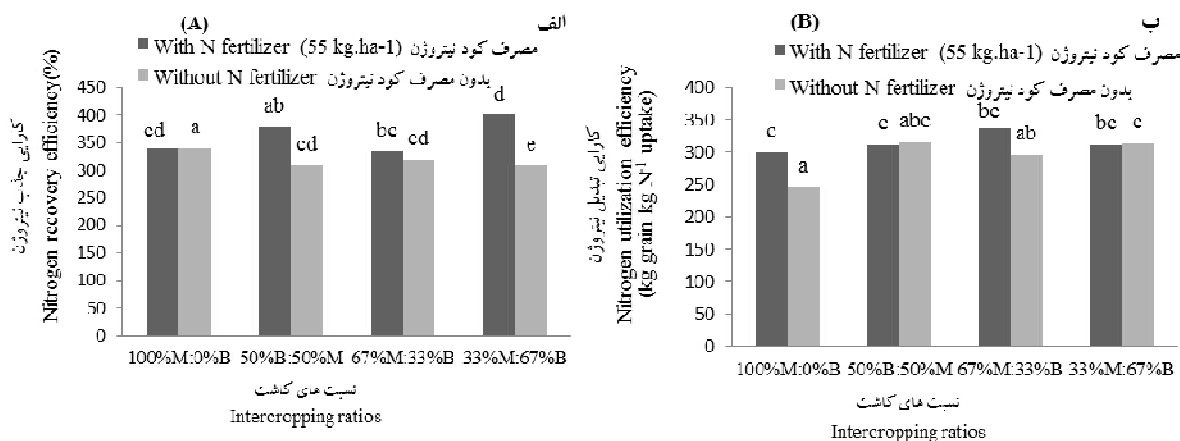 (A) الف
With N fertilizer (55 kg.ha-1) مصرف کود نیتروژن
Without N fertilizer بدون مصرف کود نیتروژن
کارایی جذب نیتروژن
Nitrogen recovery efficiency(%)
450
400
350
300
250
200
150
100
50
0
cd a ab cd bc cd d e
100%M:0%B 50%B:50%M 67%M:33%B 33%M:67%B
نسبت های کاشت
Intercropping ratios
(B) ب
With N fertilizer (55 kg.ha-1) مصرف کود نیتروژن
Without N fertilizer بدون مصرف کود نیتروژن
کارایی تبدیل نیتروژن
Nitrogen utilization efficiency
(kg grain kg N-1 uptake)
400
350
300
250
200
150
100
50
0
c a c abc bc ab bc c
100%M:0%B 50%B:50%M 67%M:33%B 33%M:67%B
نسبت های کاشت
Intercropping ratios